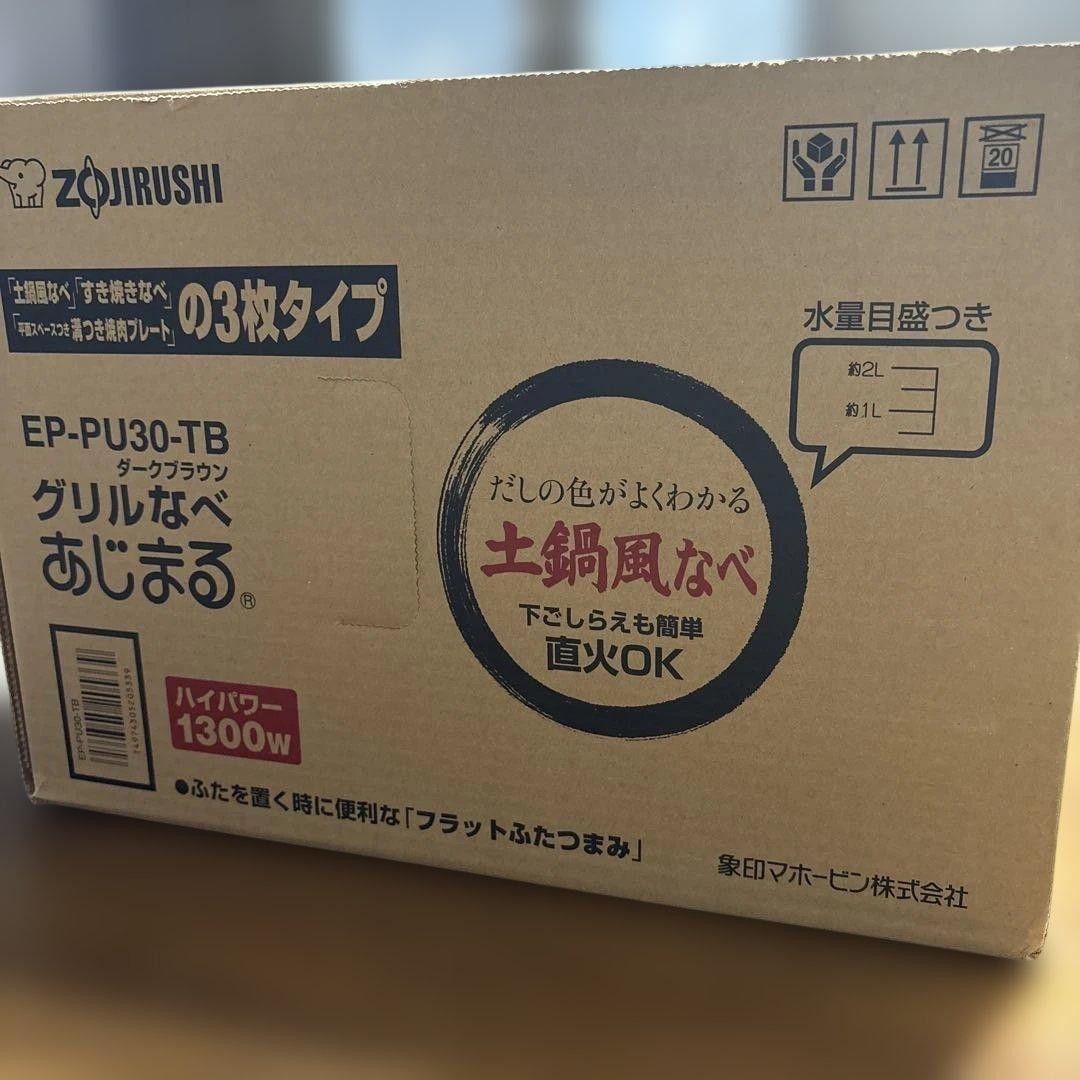 ZOJIRUSHI
20
「土鍋風なべ」「すき焼きなべ」
「平面スペースつき 溝つき焼肉プレート」
の3枚タイプ
水量目盛つき
約2L
約1L
EP-PU30-TB
ダークブラウン
グリルなべ
あじまる®
だしの色がよくわかる
土鍋風なべ
下ごしらえも簡単
直火OK
EP-PU30-TB
4974305205339
ハイパワー
1300W
●ふたを置く時に便利な「フラットふたつまみ」
象印マホービン株式会社